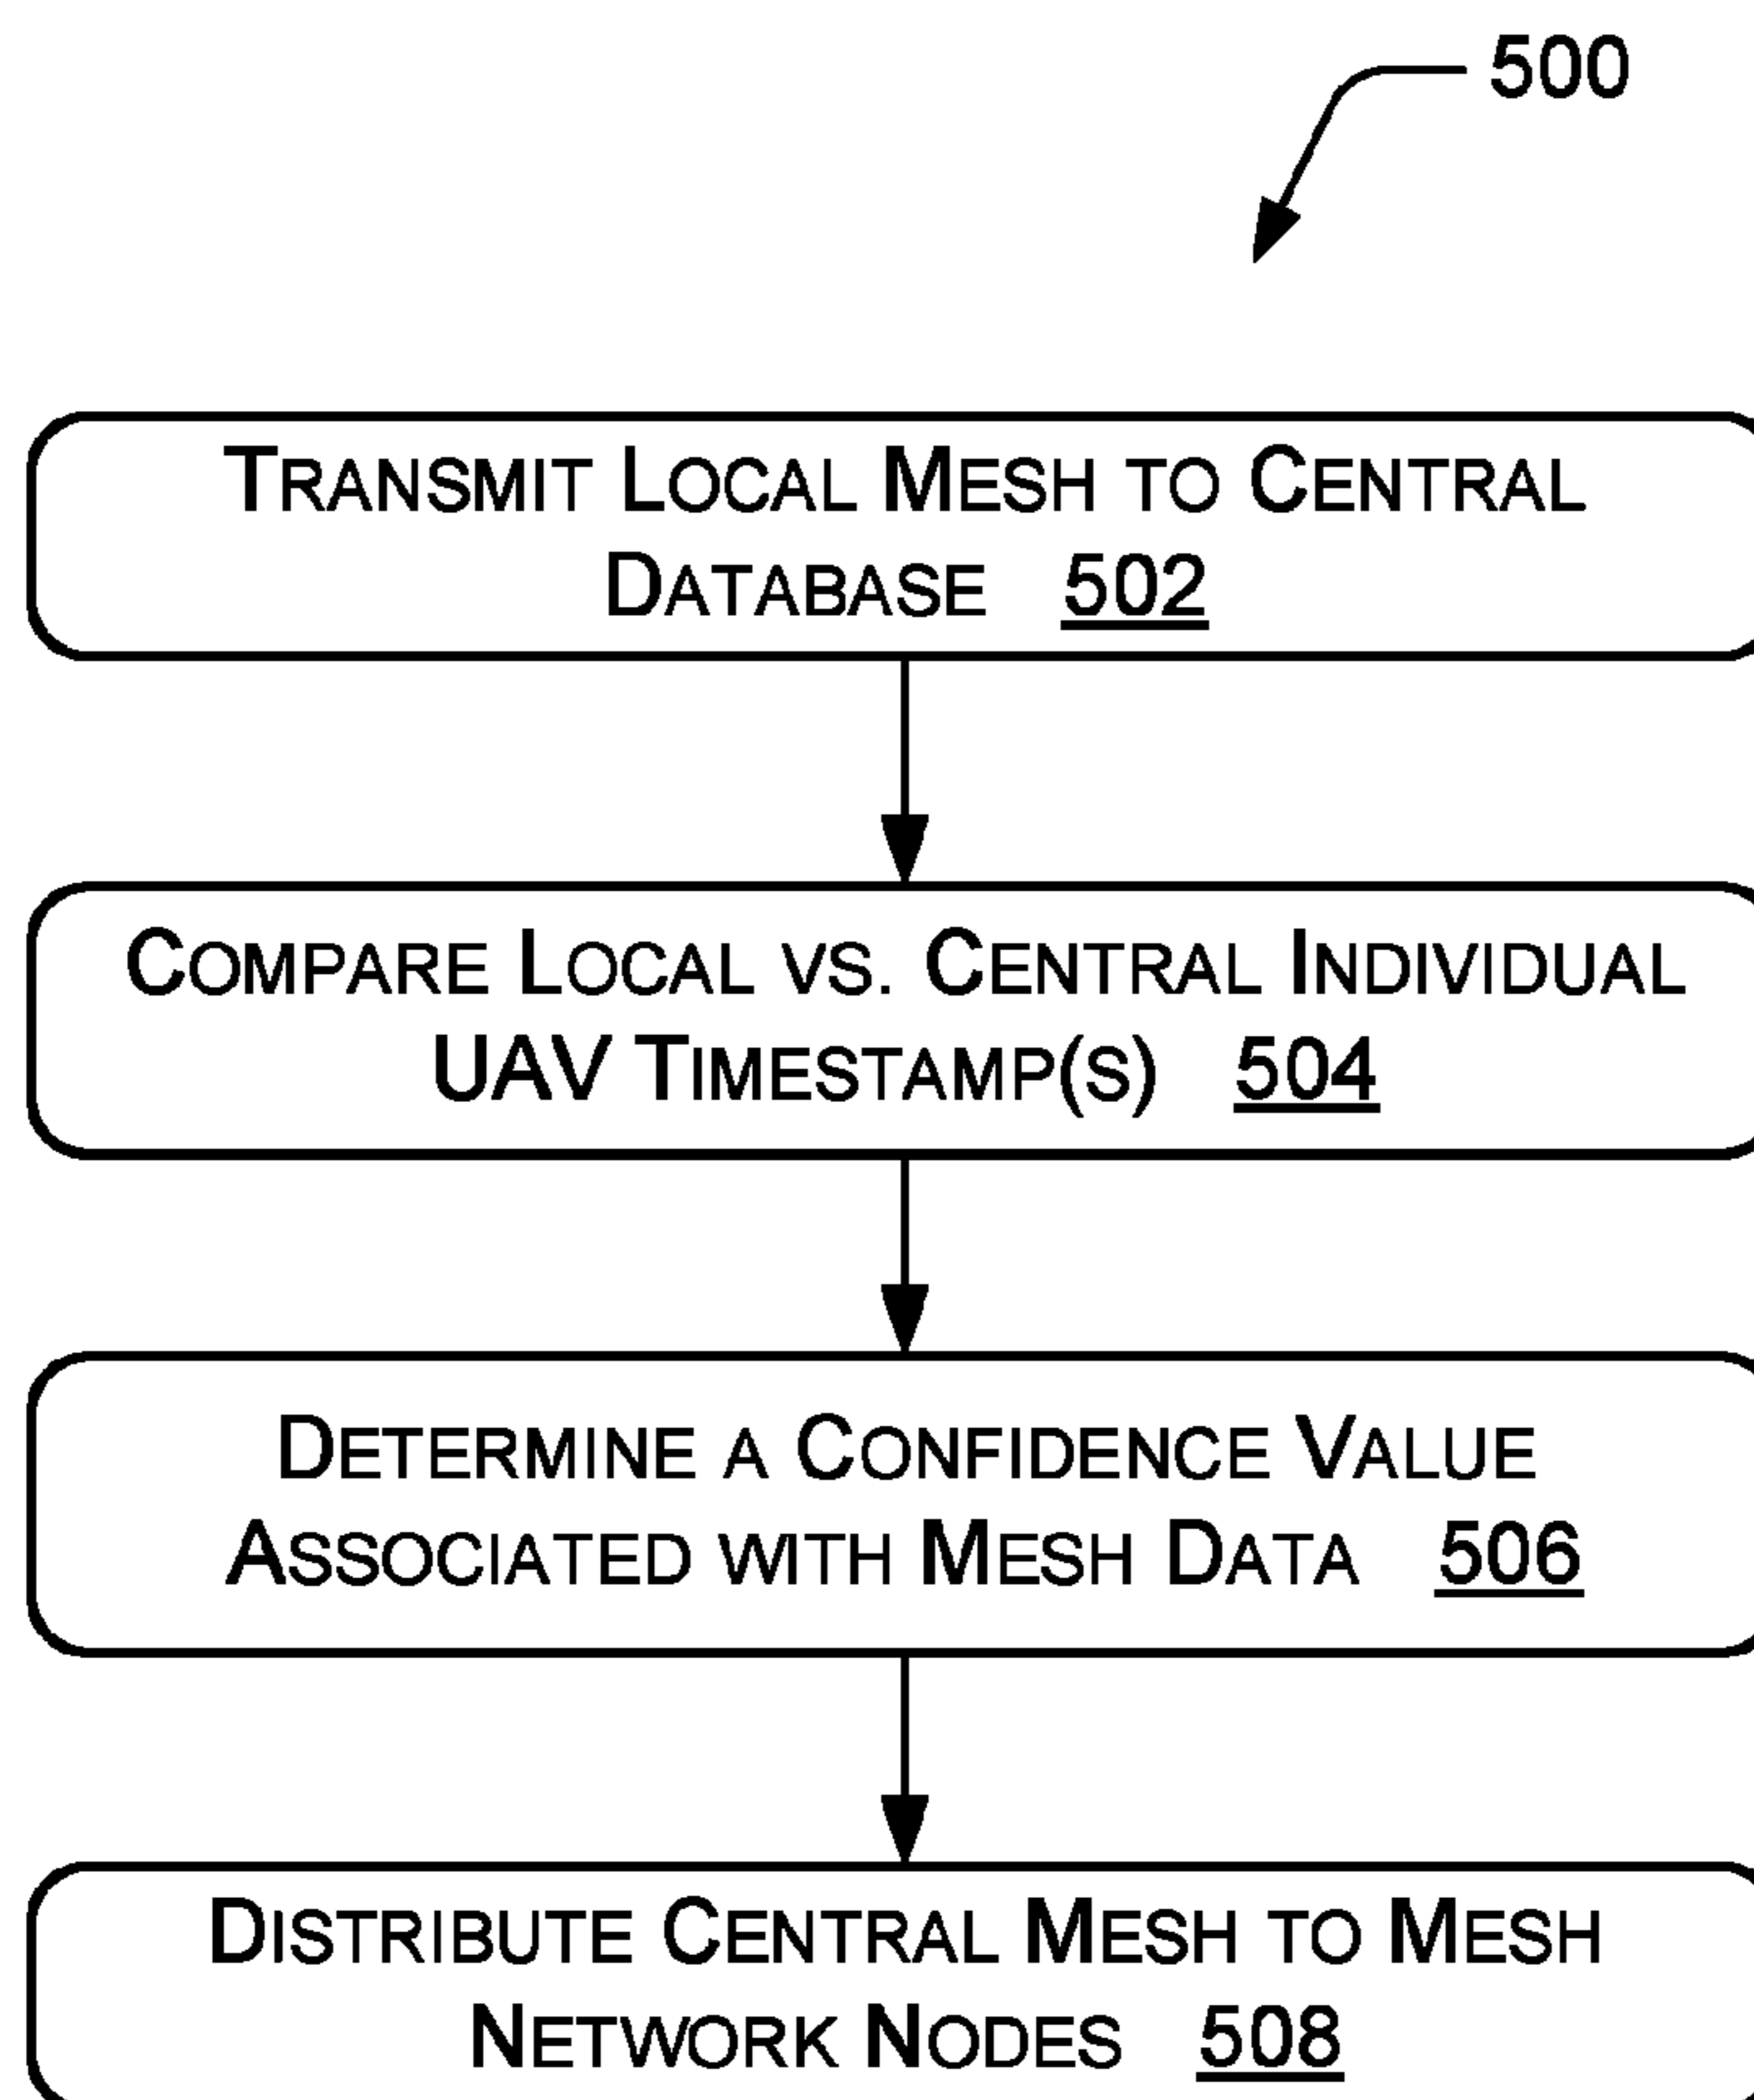 500
Transmit Local Mesh to Central
Database 502
Compare Local vs. Central Individual
UAV Timestamp(s) 504
Determine a Confidence Value
Associated with Mesh Data 506
Distribute Central Mesh to Mesh
Network Nodes 508